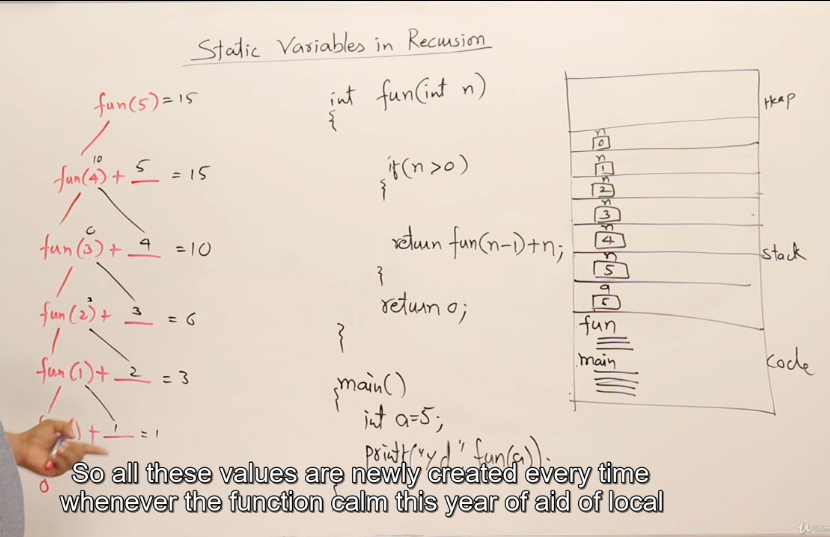 Static Variables in Recursion
fun(5) = 15
10
fun(4) + 5 = 15
6
fun(3) + 4 = 10
3
fun(2) + 3 = 6
fun(1) + 2 = 3
) + 1 = 1
0
int fun(int n)
{
if(n>0)
{
return fun(n-1)+n;
}
return 0;
}
main()
{
int a=5;
printf("%d" fun(a));
Heap
n
0
n
1
n
2
n
3
n
4
n
5
a
5
stack
fun
main
code
So all these values are newly created every time
whenever the function calm this year of aid of local